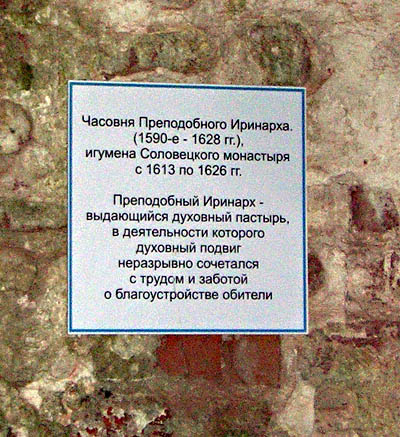 Часовня Преподобного Иринарха.
(1590-е - 1628 гг.),
игумена Соловецкого монастыря
с 1613 по 1626 гг.
Преподобный Иринарх -
выдающийся духовный пастырь,
в деятельности которого
духовный подвиг
неразрывно сочетался
с трудом и заботой
о благоустройстве обители